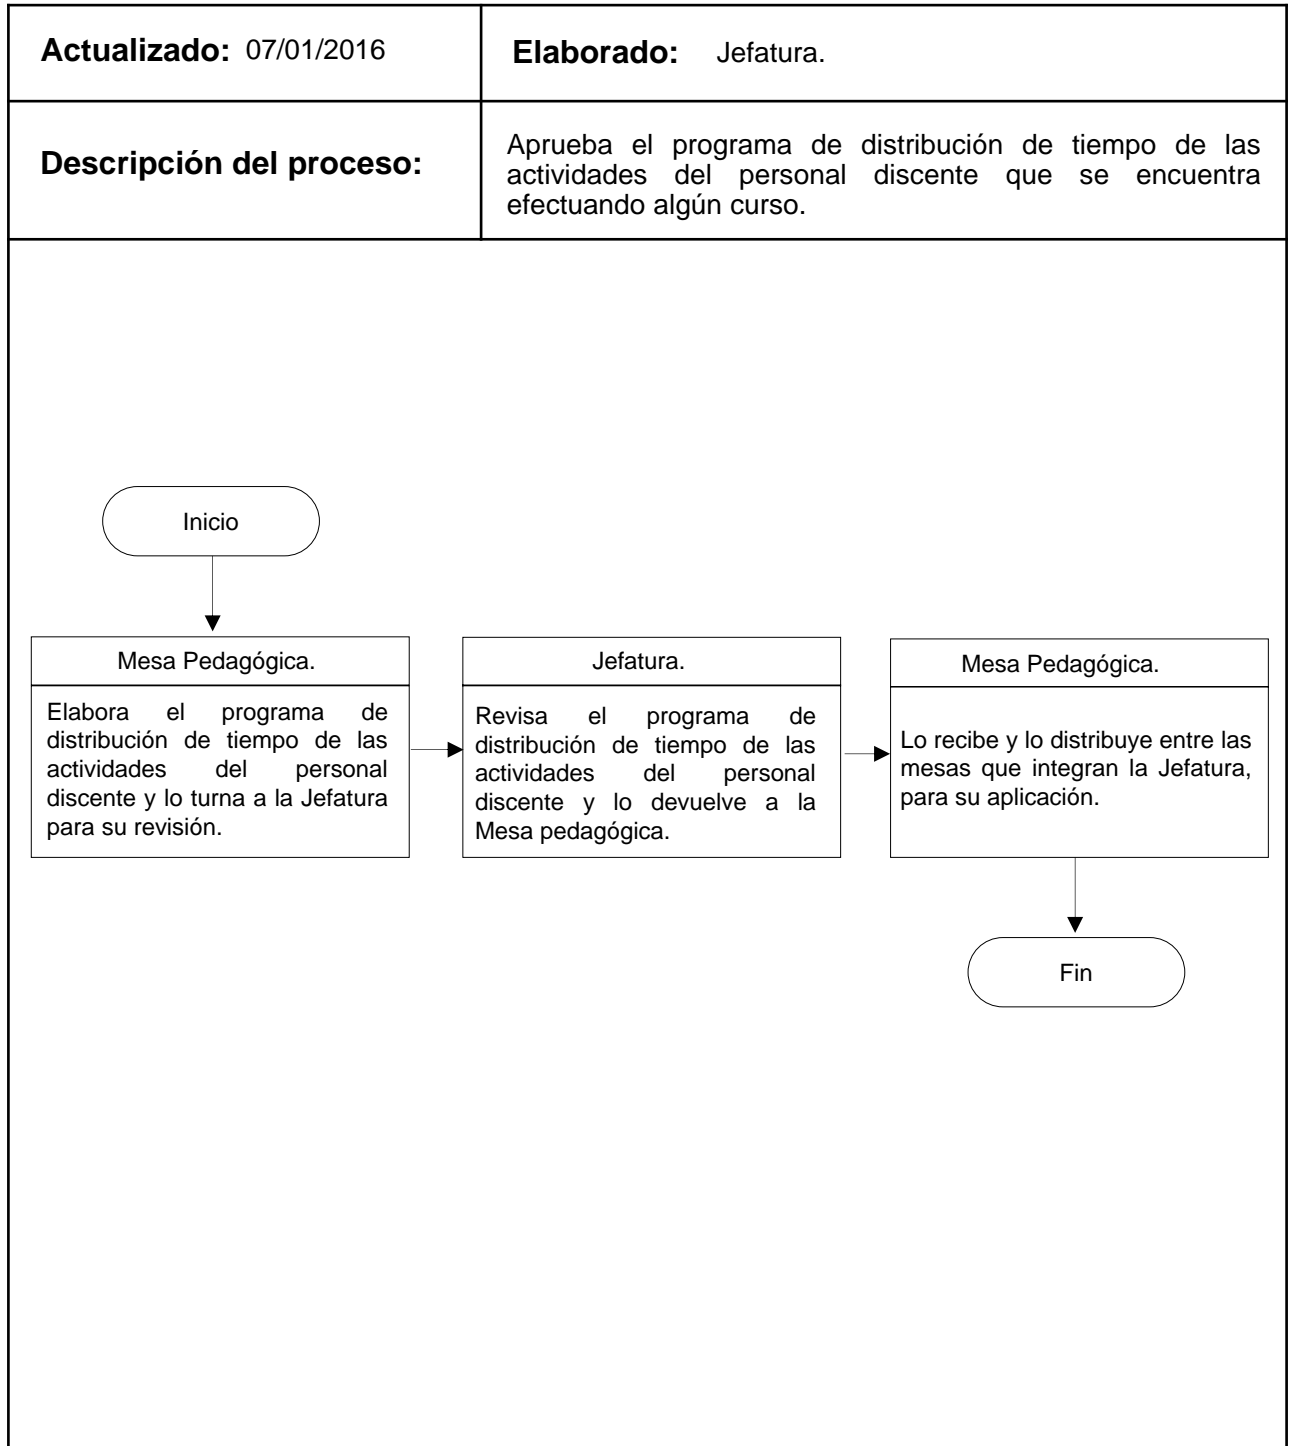 Actualizado: 07/01/2016
Elaborado: Jefatura.
Descripción del proceso:
Aprueba el programa de distribución de tiempo de las
actividades del personal discente que se encuentra
efectuando algún curso.
Inicio
Mesa Pedagógica.
Elabora el programa de
distribución de tiempo de las
actividades del personal
discente y lo turna a la Jefatura
para su revisión.
Jefatura.
Revisa el programa de
distribución de tiempo de las
actividades del personal
discente y lo devuelve a la
Mesa pedagógica.
Mesa Pedagógica.
Lo recibe y lo distribuye entre las
mesas que integran la Jefatura,
para su aplicación.
Fin